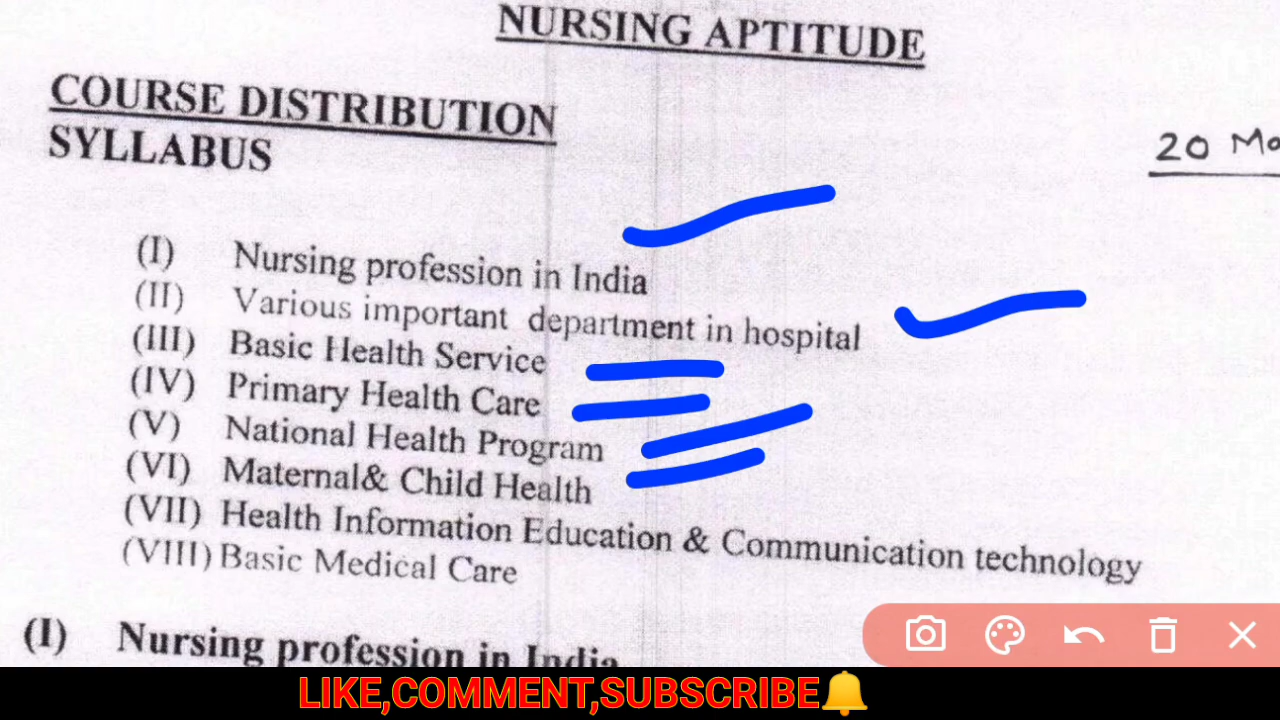 NURSING APTITUDE
COURSE DISTRIBUTION
SYLLABUS
20
(I) Nursing profession in India
(II) Various important department in hospital
(III) Basic Health Service
(IV) Primary Health Care
(V) National Health Program
(VI) Maternal& Child Health
(VII) Health Information Education & Communication technology
(VIII) Basic Medical Care
(I) Nursing profession in India
LIKE,COMMENT,SUBSCRIBE🔔